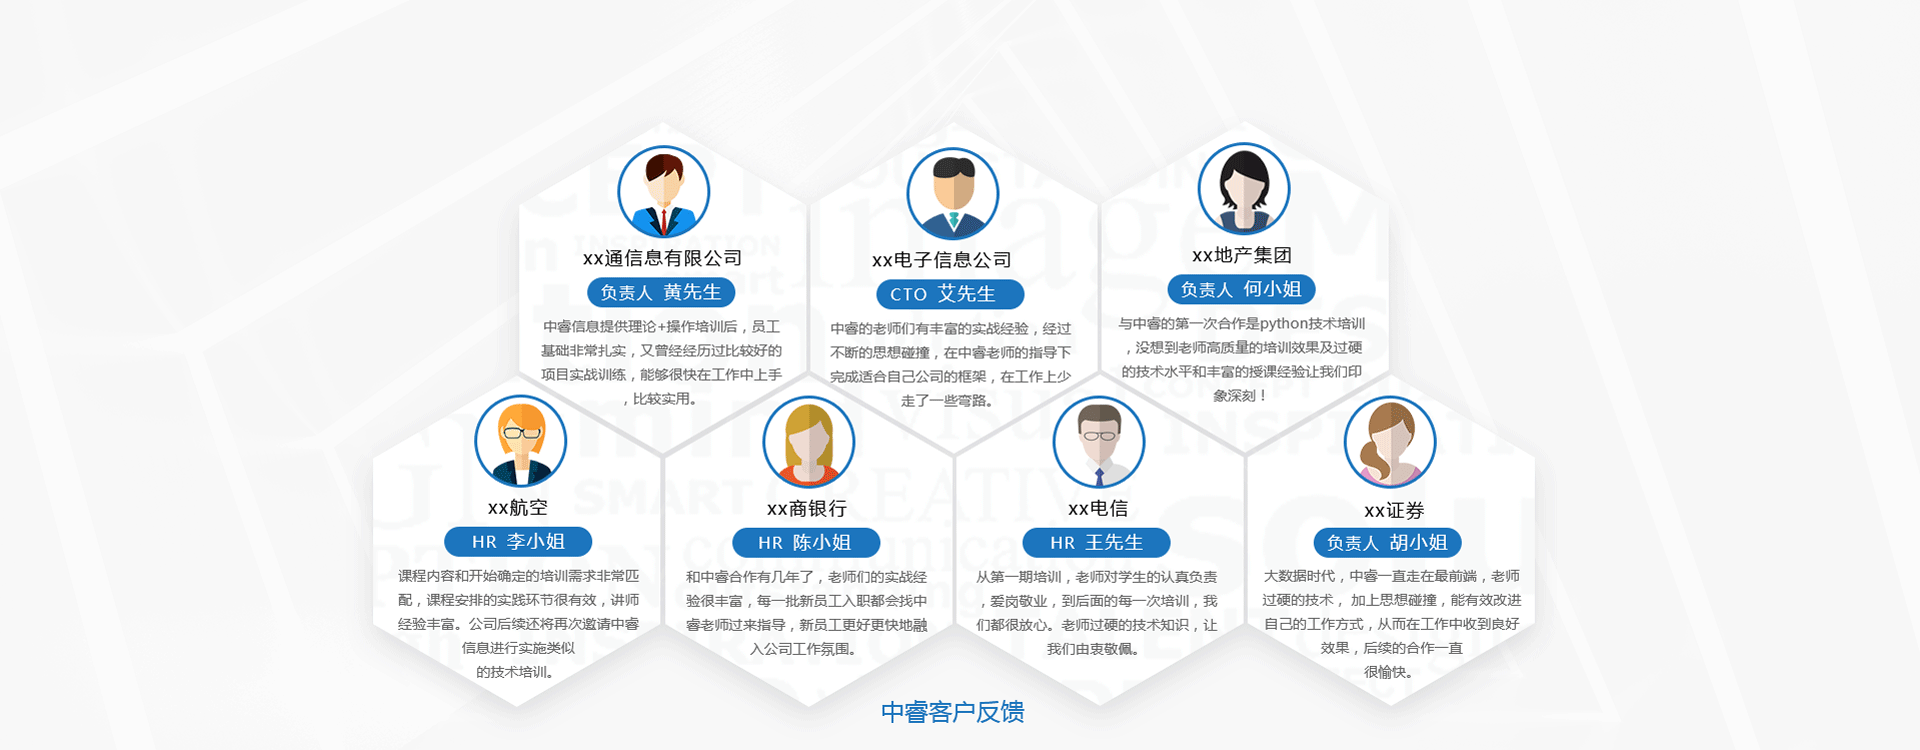 xx通信息有限公司
负责人 黄先生
中睿信息提供理论+操作培训后，员工
基础非常扎实，又曾经经历过比较好的
项目实战训练，能够很快在工作中上手
，比较实用。
xx电子信息公司
CTO 艾先生
中睿的老师们有丰富的实战经验，经过
不断的思想碰撞，在中睿老师的指导下
完成适合自己公司的框架，在工作上少
走了一些弯路。
xx地产集团
负责人 何小姐
与中睿的第一次合作是python技术培训
，没想到老师高质量的培训效果及过硬
的技术水平和丰富的授课经验让我们印
象深刻！
xx航空
HR 李小姐
课程内容和开始确定的培训需求非常匹
配，课程安排的实践环节很有效，讲师
经验丰富。公司后续还将再次邀请中睿
信息进行实施类似
的技术培训。
xx商银行
HR 陈小姐
和中睿合作有几年了，老师们的实战经
验很丰富，每一批新员工入职都会找中
睿老师过来指导，新员工更好更快地融
入公司工作氛围。
xx电信
HR 王先生
从第一期培训，老师对学生的认真负责
，爱岗敬业，到后面的每一次培训，我
们都很放心。老师过硬的技术知识，让
我们由衷敬佩。
xx证券
负责人 胡小姐
大数据时代，中睿一直走在最前端，老师
过硬的技术， 加上思想碰撞，能有效改进
自己的工作方式，从而在工作中收到良好
效果，后续的合作一直
很愉快。
中睿客户反馈